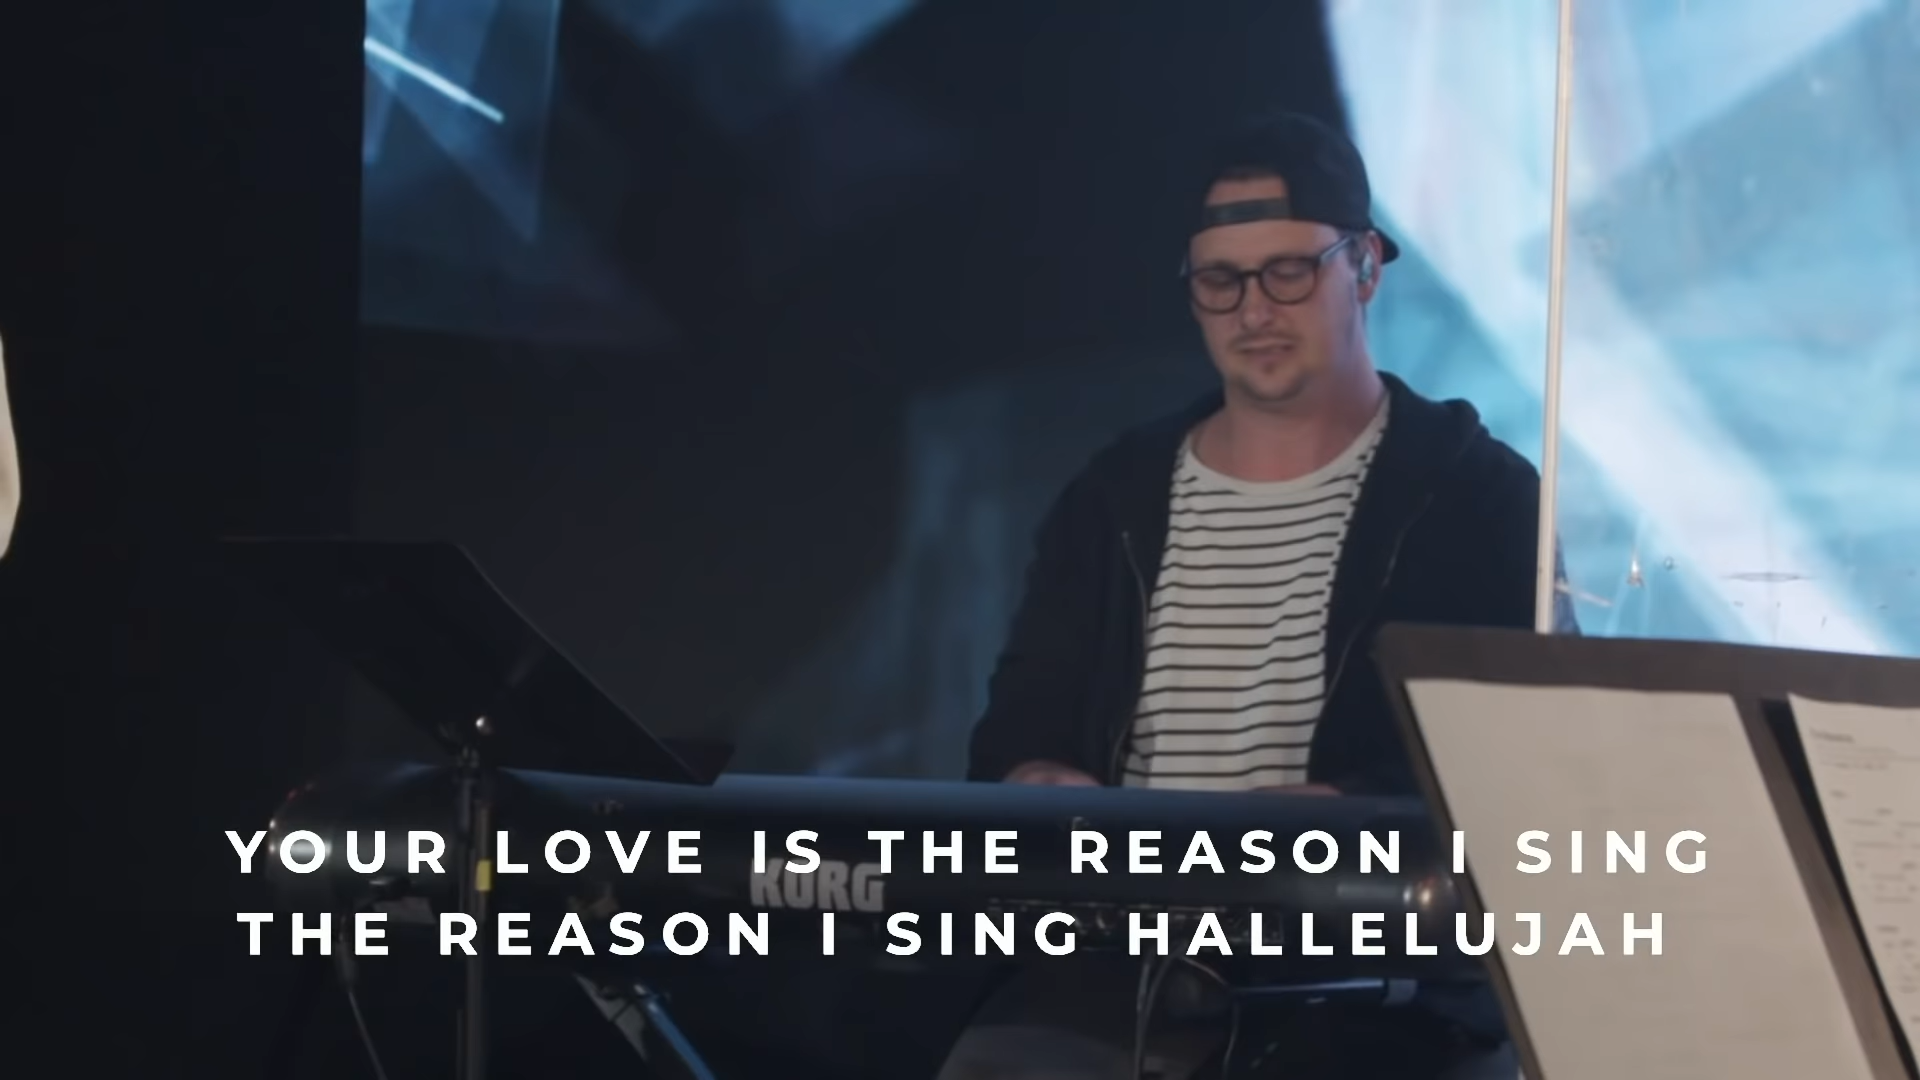 YOUR LOVE IS THE REASON I SING
KORG
THE REASON I SING HALLELUJAH